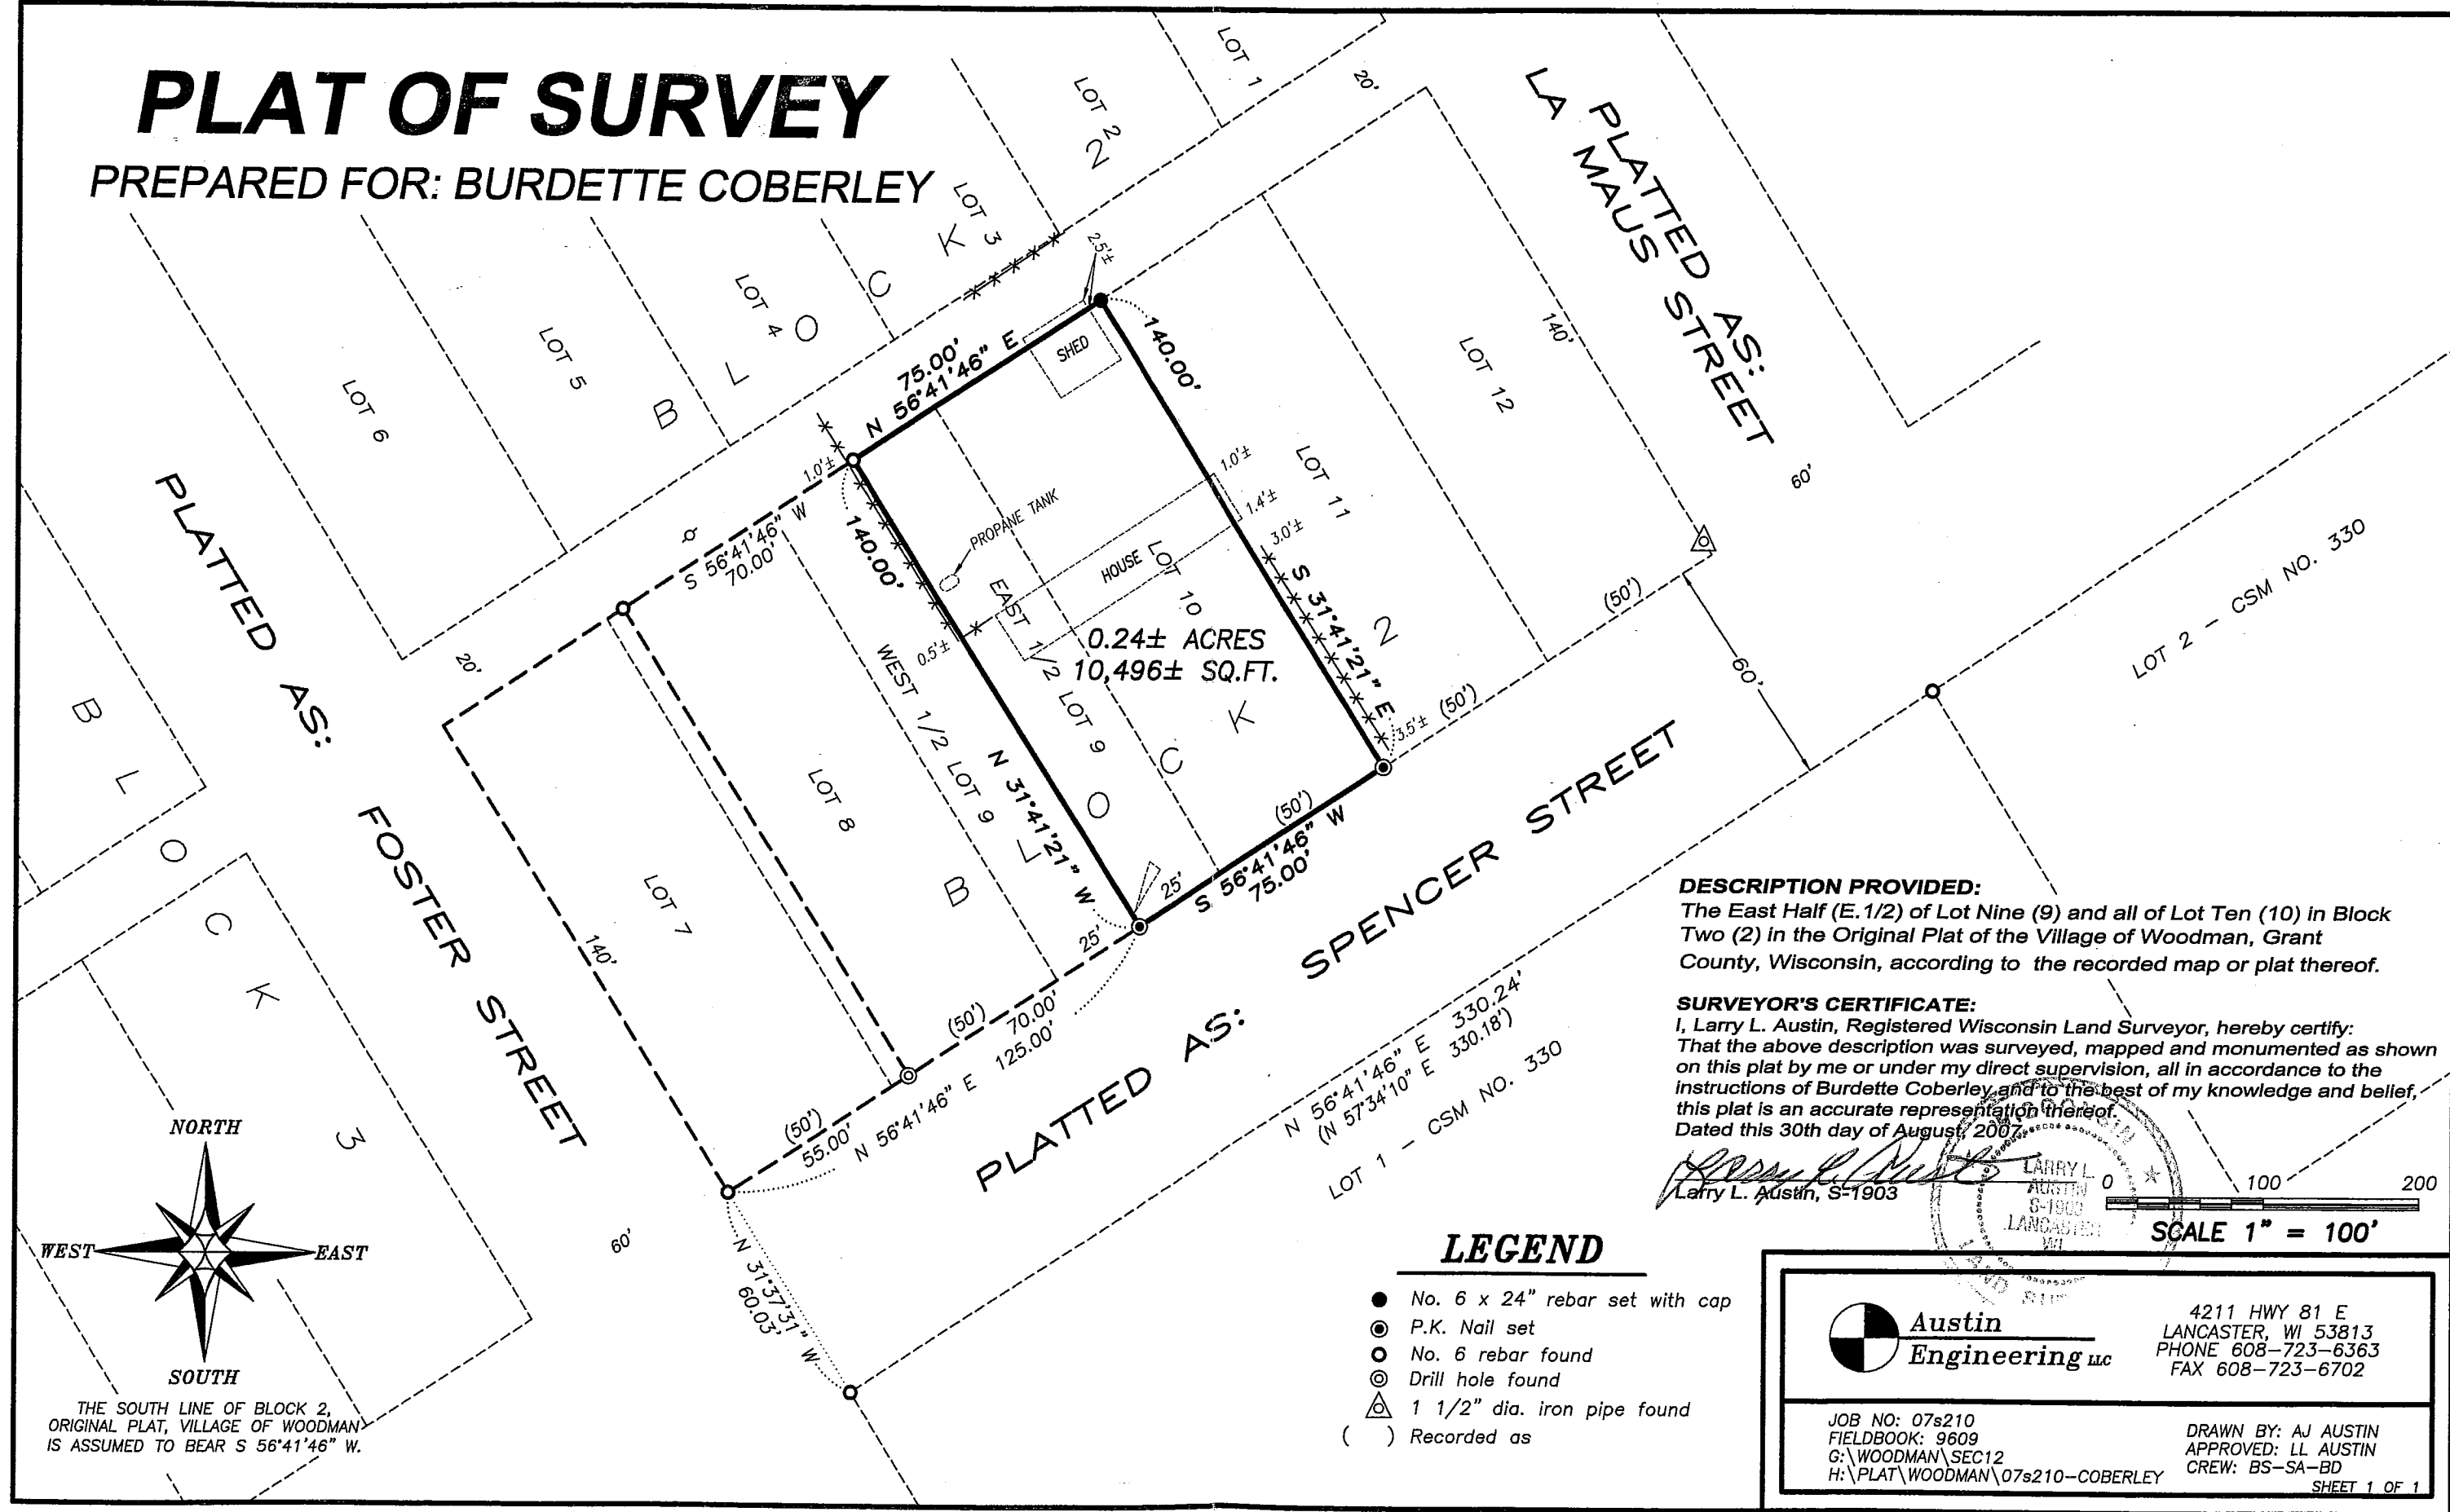 PLAT OF SURVEY
PREPARED FOR: BURDETTE COBERLEY
LOT 1
LOT 2
LOT 3
LOT 4
LOT 5
LOT 6
BLOCK 2
20'
PLATTED AS:
LA MAUS STREET
60'
140'
LOT 12
LOT 11
2.5'±
SHED
75.00'
N 56°41'46" E
140.00'
1.0'±
S 56°41'46" W
70.00'
140.00'
PROPANE TANK
HOUSE
LOT 10
1.0'±
1.4'±
3.0'±
S 31°41'21" E
3.5'±
(50')
(50')
60'
0.24± ACRES
10,496± SQ.FT.
EAST 1/2 LOT 9
WEST 1/2 LOT 9
0.5'±
N 31°41'21" W
BLOCK 2
LOT 8
LOT 7
20'
140'
25'
25'
(50')
S 56°41'46" W
75.00'
(50')
70.00'
125.00'
N 56°41'46" E
(50')
55.00'
PLATTED AS: FOSTER STREET
60'
BLOCK 3
PLATTED AS: SPENCER STREET
N 31°37'31" W
60.03'
N 56°41'46" E 330.24'
(N 57°34'10" E 330.18')
LOT 1 - CSM NO. 330
LOT 2 - CSM NO. 330
DESCRIPTION PROVIDED:
The East Half (E.1/2) of Lot Nine (9) and all of Lot Ten (10) in Block
Two (2) in the Original Plat of the Village of Woodman, Grant
County, Wisconsin, according to the recorded map or plat thereof.
SURVEYOR'S CERTIFICATE:
I, Larry L. Austin, Registered Wisconsin Land Surveyor, hereby certify:
That the above description was surveyed, mapped and monumented as shown
on this plat by me or under my direct supervision, all in accordance to the
instructions of Burdette Coberley and to the best of my knowledge and belief,
this plat is an accurate representation thereof.
Dated this 30th day of August, 2007.
Larry L. Austin, S-1903
WISCONSIN
LARRY L.
AUSTIN
S-1903
LANCASTER
WI
LAND
0 100 200
SCALE 1" = 100'
NORTH
WEST
EAST
SOUTH
THE SOUTH LINE OF BLOCK 2,
ORIGINAL PLAT, VILLAGE OF WOODMAN
IS ASSUMED TO BEAR S 56°41'46" W.
LEGEND
No. 6 x 24" rebar set with cap
P.K. Nail set
No. 6 rebar found
Drill hole found
1 1/2" dia. iron pipe found
( ) Recorded as
Austin
Engineering LLC
4211 HWY 81 E
LANCASTER, WI 53813
PHONE 608-723-6363
FAX 608-723-6702
JOB NO: 07s210
FIELDBOOK: 9609
G:\WOODMAN\SEC12
H:\PLAT\WOODMAN\07s210-COBERLEY
DRAWN BY: AJ AUSTIN
APPROVED: LL AUSTIN
CREW: BS-SA-BD
SHEET 1 OF 1